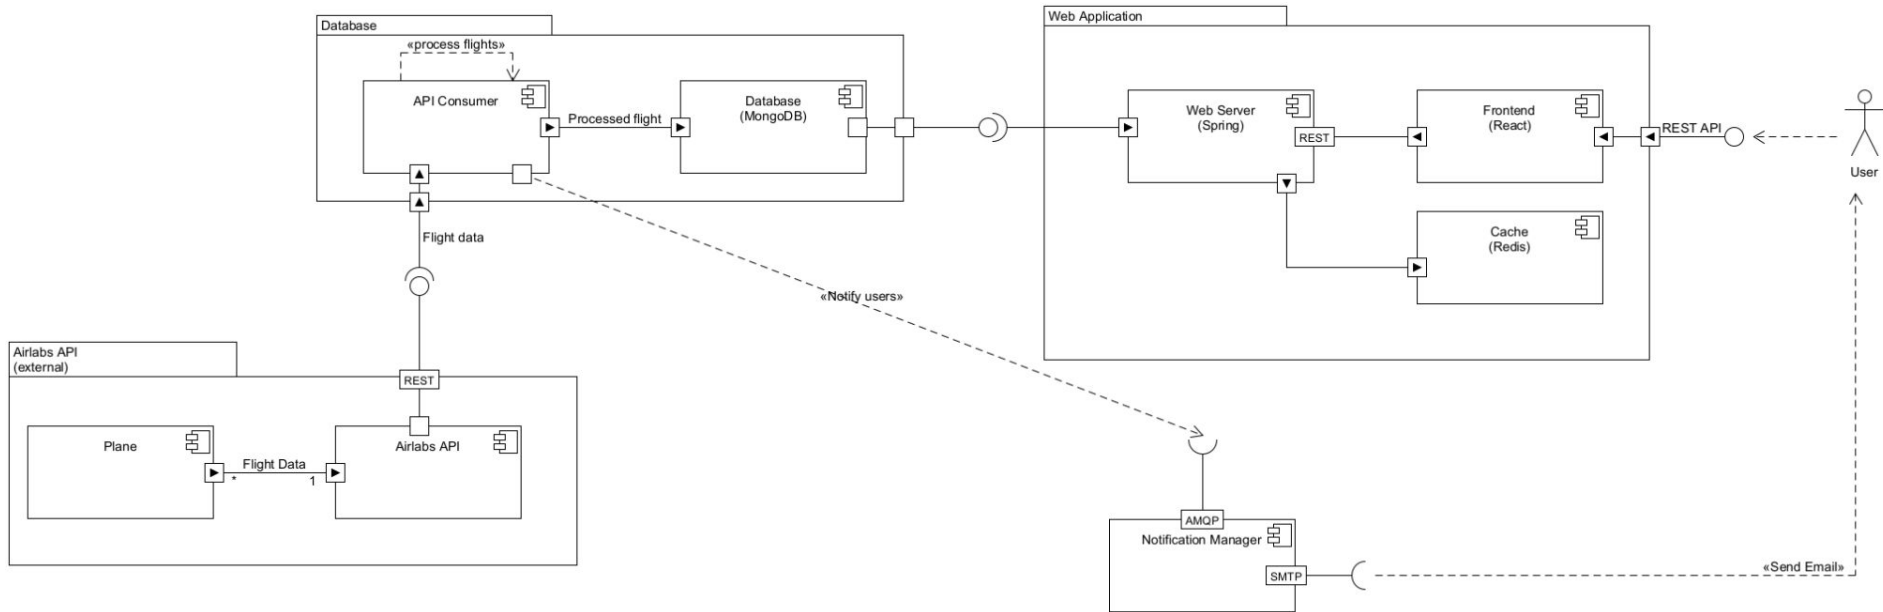 Database
«process flights»
API Consumer
Processed flight
Database
(MongoDB)
Flight data
Web Application
Web Server
(Spring)
REST
Frontend
(React)
REST API
User
Cache
(Redis)
«Notify users»
Airlabs API
(external)
REST
Plane
Flight Data
*
1
Airlabs API
AMQP
Notification Manager
SMTP
«Send Email»